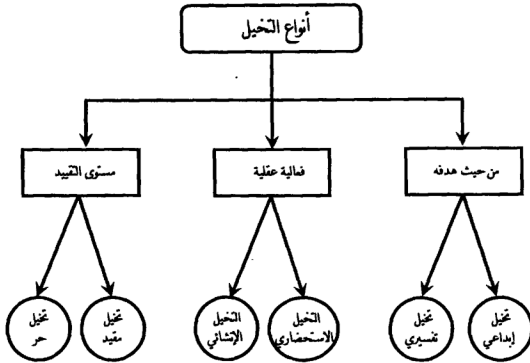 أنواع التخيل
من حيث هدفه
فعالية عقلية
مستوى التقييد
تخيل
إبداعي
تخيل
تفسيري
التخيل
الاستحضاري
التخيل
الإنشائي
تخيل
مقيد
تخيل
حر